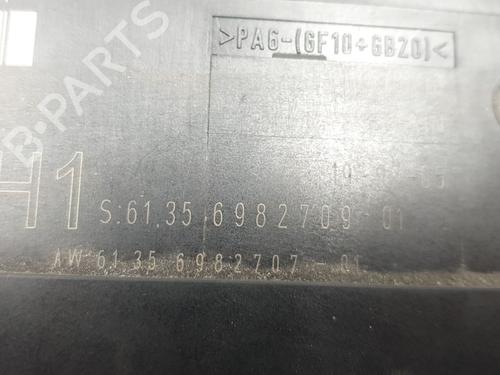 >PA6-(GF10+GB20)<
B-PARTS
H1
S:61.35 6982709-01
AW 61.35 6982707-01